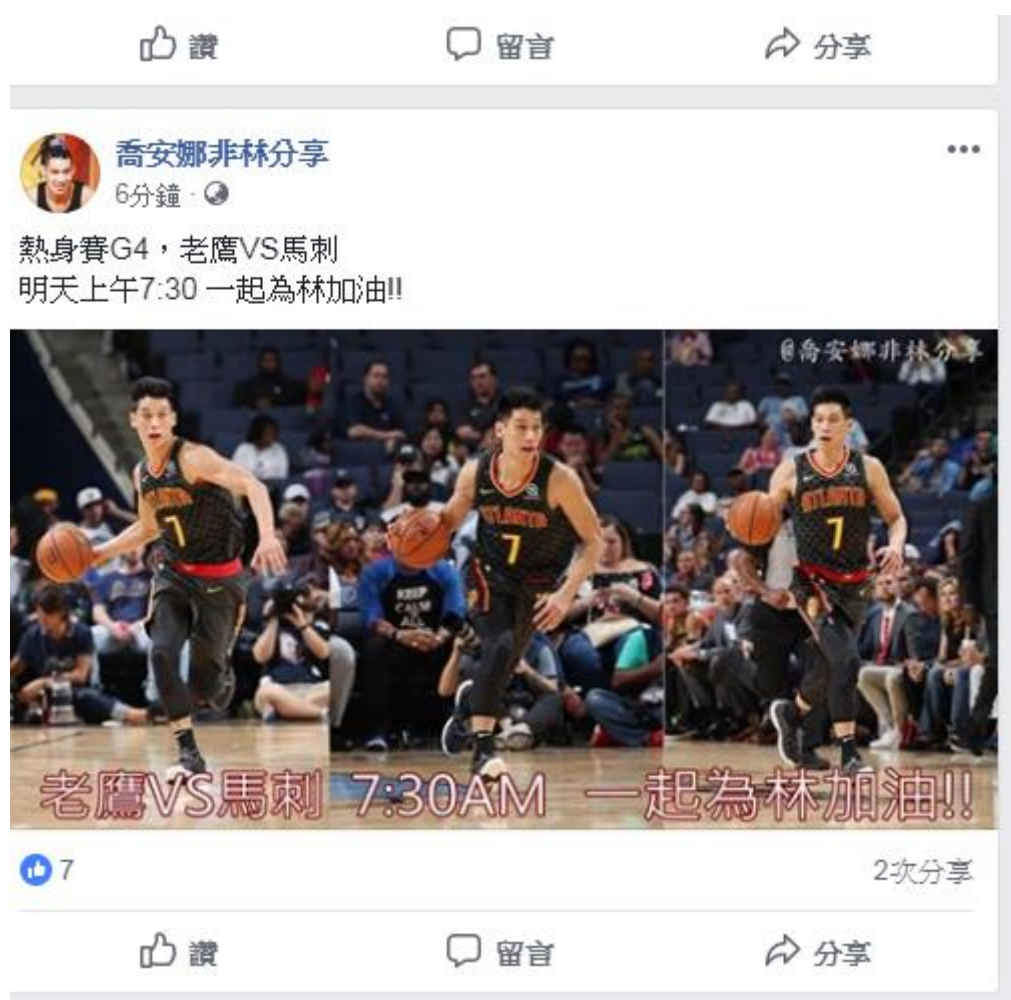 讚
留言
分享
喬安娜非林分享
6分鐘 ·
熱身賽G4，老鷹VS馬刺
明天上午7:30 一起為林加油!!
@喬安娜非林分享
ATLANTA
7
KEEP
CALM
ALL
ATLANTA
7
ATLANTA
7
老鷹VS馬刺 7:30AM 一起為林加油!!
7
2次分享
讚
留言
分享